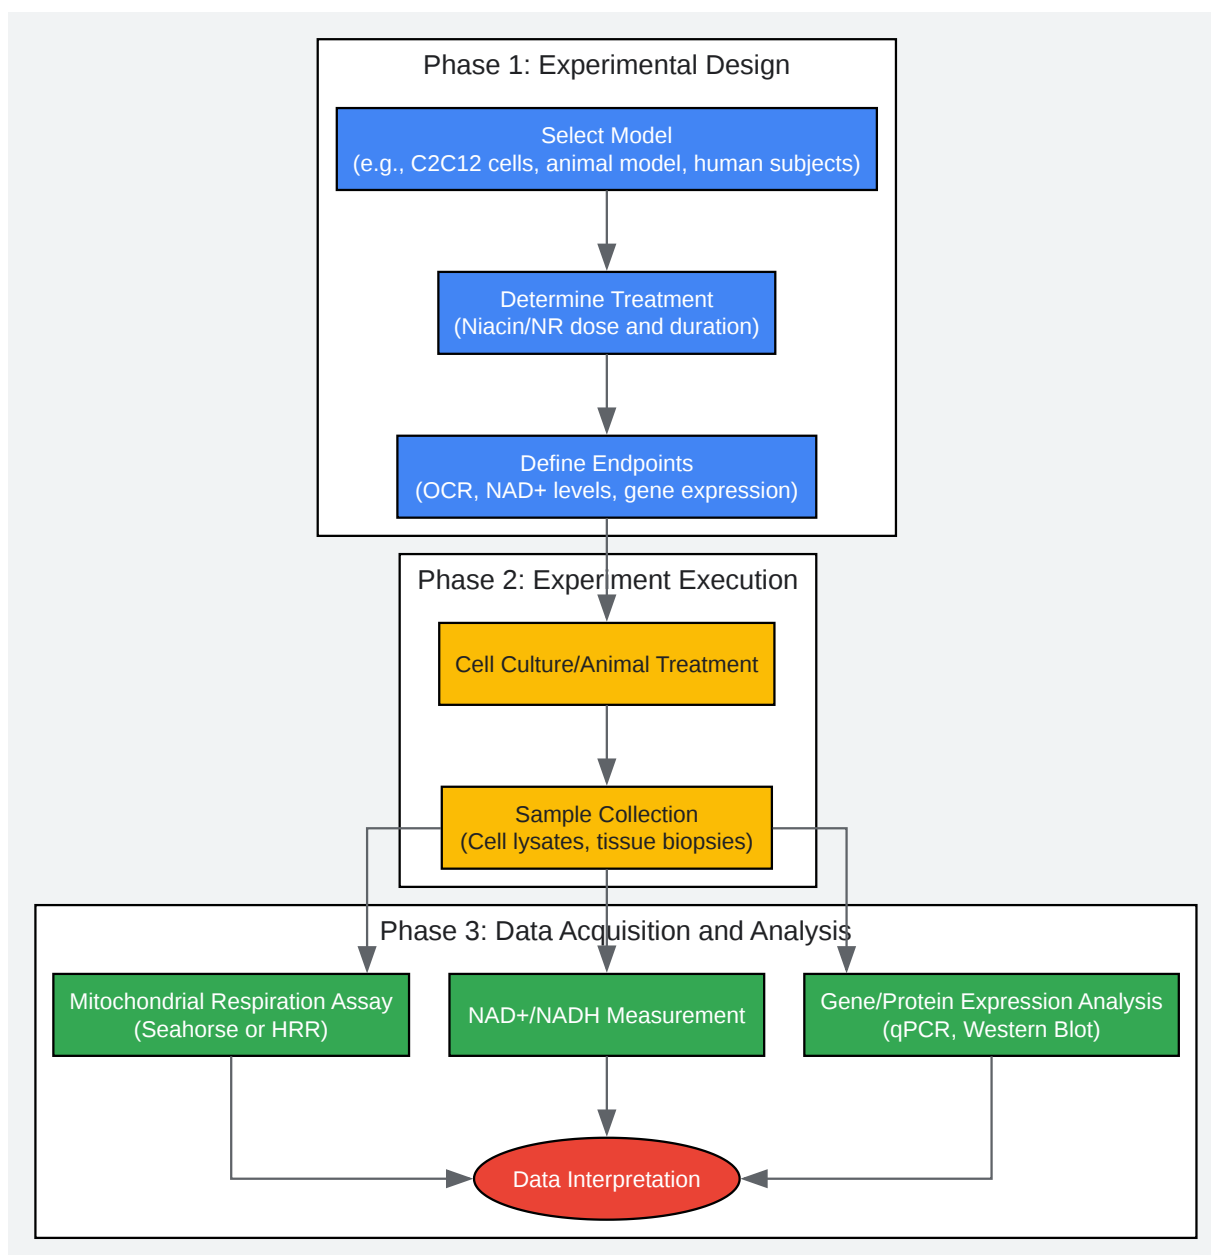 Phase 1: Experimental Design
Select Model
(e.g., C2C12 cells, animal model, human subjects)
Determine Treatment
(Niacin/NR dose and duration)
Define Endpoints
(OCR, NAD+ levels, gene expression)
Phase 2: Experiment Execution
Cell Culture/Animal Treatment
Sample Collection
(Cell lysates, tissue biopsies)
Phase 3: Data Acquisition and Analysis
Mitochondrial Respiration Assay
(Seahorse or HRR)
NAD+/NADH Measurement
Gene/Protein Expression Analysis
(qPCR, Western Blot)
Data Interpretation